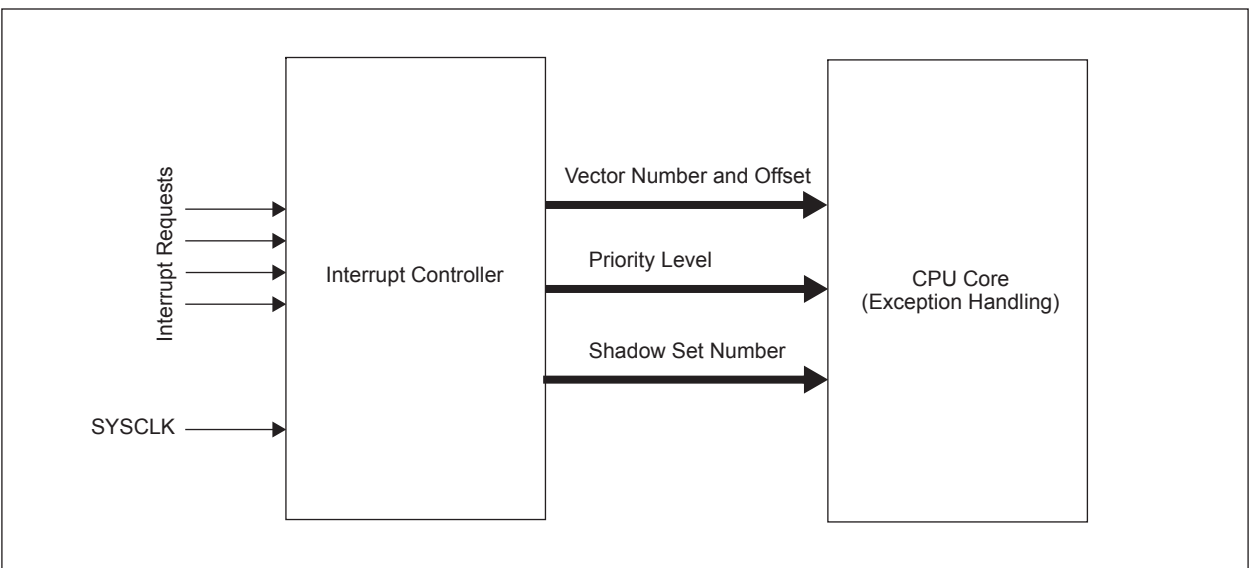 Interrupt Requests
SYSCLK
Interrupt Controller
Vector Number and Offset
Priority Level
Shadow Set Number
CPU Core
(Exception Handling)